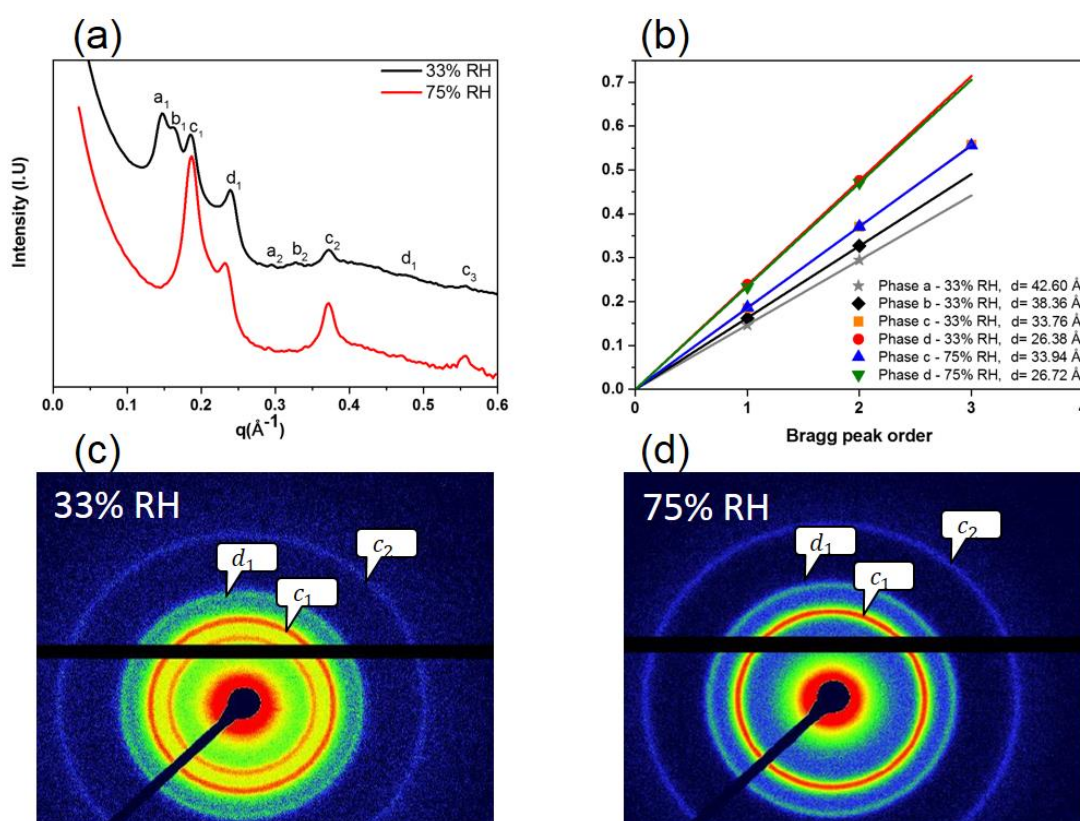 (a)
33% RH
75% RH
a1
b1
c1
d1
a2
b2
c2
d1
c3
Intensity (I.U)
0.0 0.1 0.2 0.3 0.4 0.5 0.6
q(Å-1)
(b)
0.7
0.6
0.5
0.4
0.3
0.2
0.1
0.0
Phase a - 33% RH, d= 42.60 Å
Phase b - 33% RH, d= 38.36 Å
Phase c - 33% RH, d= 33.76 Å
Phase d - 33% RH, d= 26.38 Å
Phase c - 75% RH, d= 33.94 Å
Phase d - 75% RH, d= 26.72 Å
0 1 2 3 4
Bragg peak order
(c)
33% RH
d1
c2
c1
(d)
75% RH
d1
c2
c1